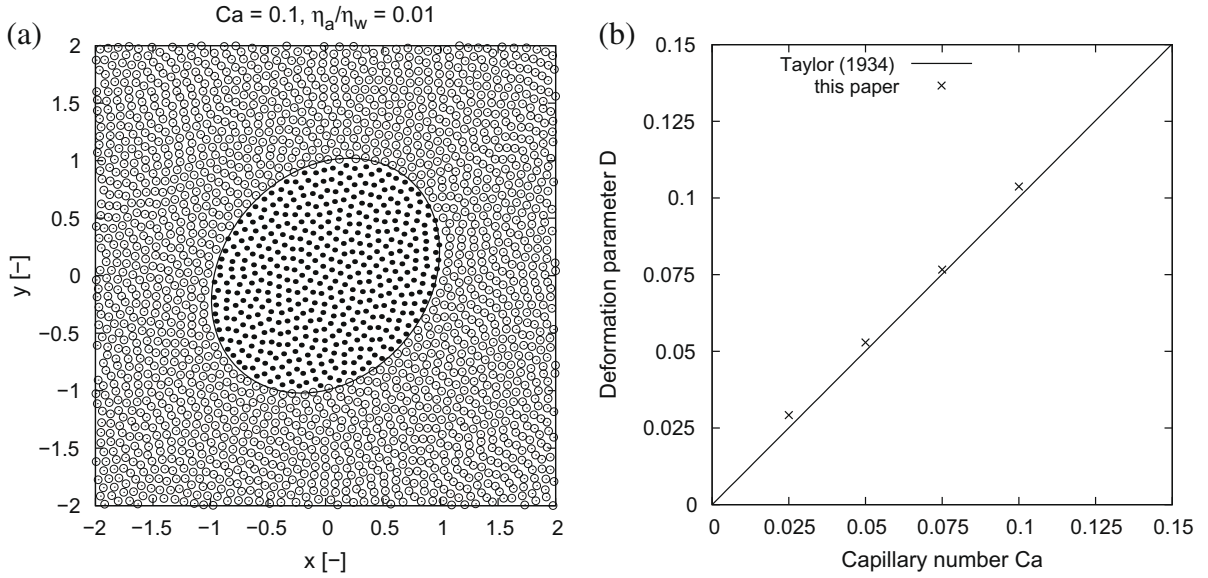 Ca = 0.1, ηa/ηw = 0.01
(a)
2
1.5
1
0.5
0
−0.5
−1
−1.5
−2
y [−]
−2 −1.5 −1 −0.5 0 0.5 1 1.5 2
x [−]
(b)
0.15
0.125
0.1
0.075
0.05
0.025
0
Deformation parameter D
Taylor (1934)
this paper
0 0.025 0.05 0.075 0.1 0.125 0.15
Capillary number Ca